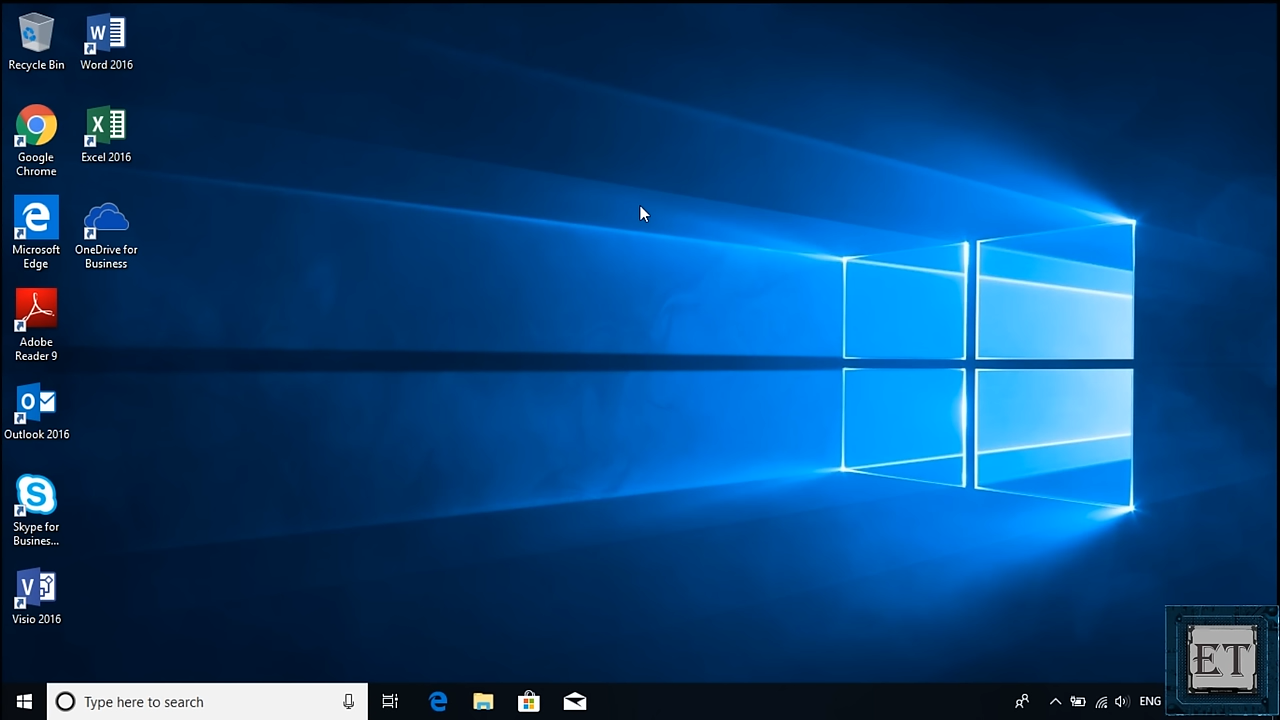 Recycle Bin
Word 2016
Google
Chrome
Excel 2016
Microsoft
Edge
OneDrive for
Business
Adobe
Reader 9
Outlook 2016
Skype for
Busines...
Visio 2016
Type here to search
ENG
ET